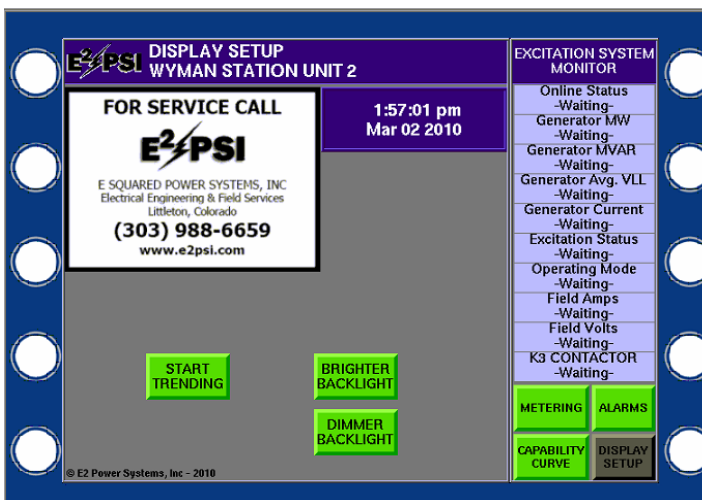 E2PSI
DISPLAY SETUP
WYMAN STATION UNIT 2
FOR SERVICE CALL
E2PSI
E SQUARED POWER SYSTEMS, INC
Electrical Engineering & Field Services
Littleton, Colorado
(303) 988-6659
www.e2psi.com
1:57:01 pm
Mar 02 2010
START
TRENDING
BRIGHTER
BACKLIGHT
DIMMER
BACKLIGHT
© E2 Power Systems, Inc - 2010
EXCITATION SYSTEM
MONITOR
Online Status
-Waiting-
Generator MW
-Waiting-
Generator MVAR
-Waiting-
Generator Avg. VLL
-Waiting-
Generator Current
-Waiting-
Excitation Status
-Waiting-
Operating Mode
-Waiting-
Field Amps
-Waiting-
Field Volts
-Waiting-
K3 CONTACTOR
-Waiting-
METERING
ALARMS
CAPABILITY
CURVE
DISPLAY
SETUP